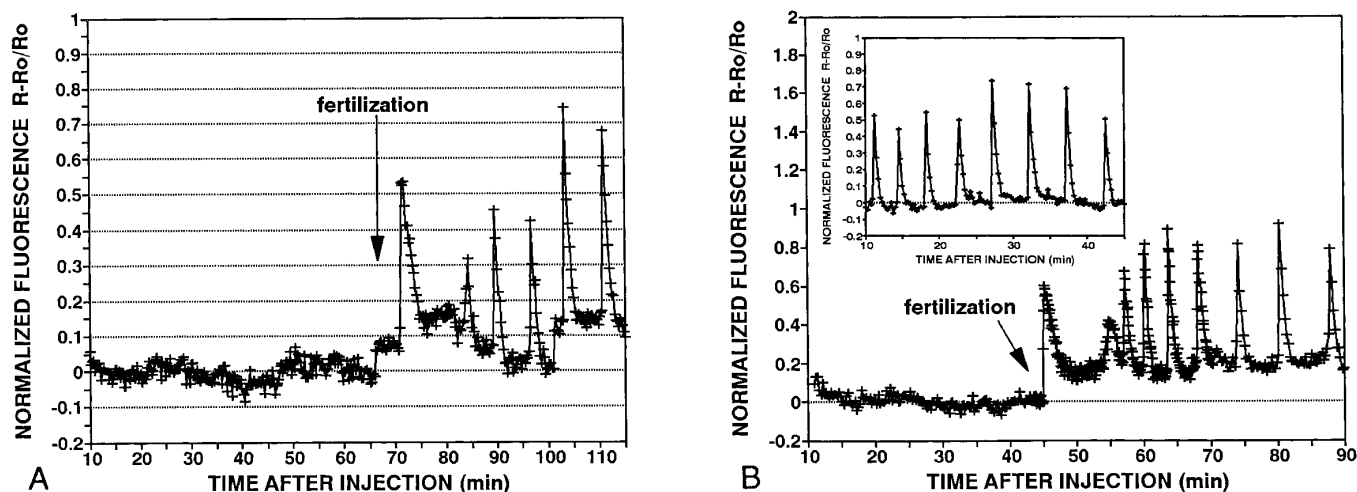 NORMALIZED FLUORESCENCE R-Ro/Ro
1
0.9
0.8
0.7
0.6
0.5
0.4
0.3
0.2
0.1
0
-0.1
-0.2
fertilization
10 20 30 40 50 60 70 80 90 100 110
TIME AFTER INJECTION (min)
A
NORMALIZED FLUORESCENCE R-Ro/Ro
2
1.8
1.6
1.4
1.2
1
0.8
0.6
0.4
0.2
0
-0.2
NORMALIZED FLUORESCENCE R-Ro/Ro
1
0.9
0.8
0.7
0.6
0.5
0.4
0.3
0.2
0.1
0
-0.1
-0.2
10 20 30 40
TIME AFTER INJECTION (min)
fertilization
10 20 30 40 50 60 70 80 90
TIME AFTER INJECTION (min)
B